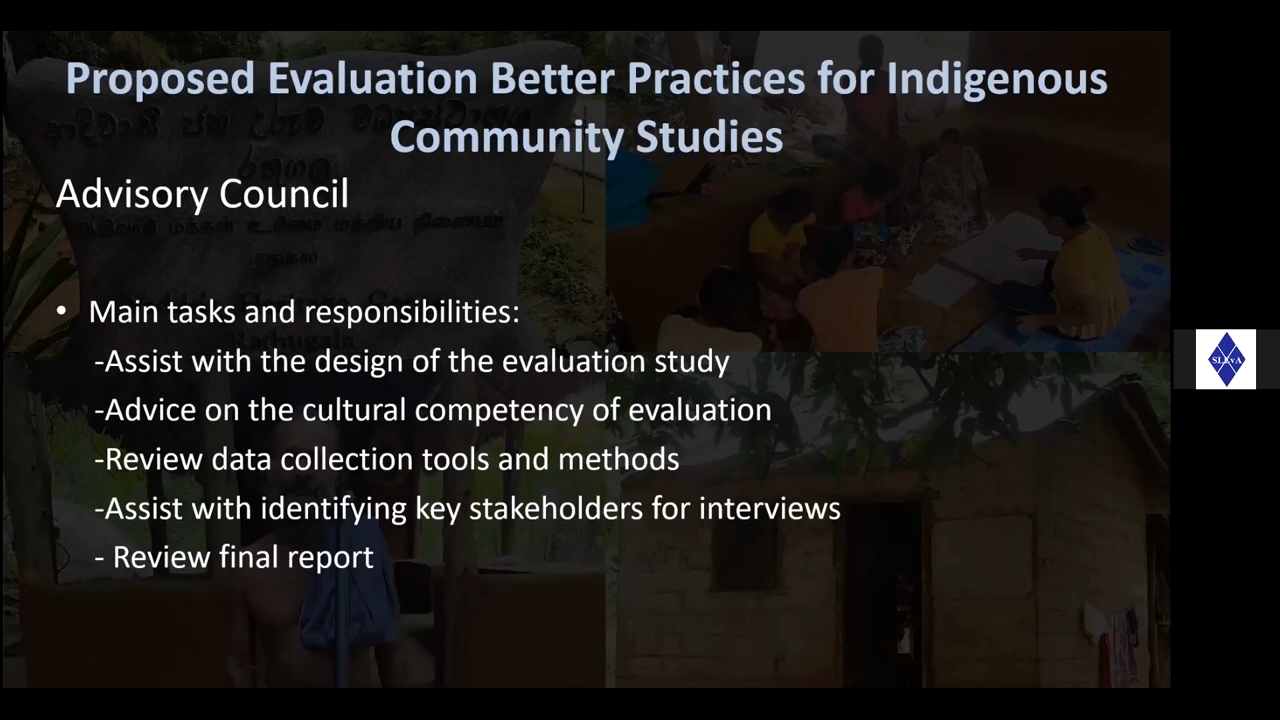 Proposed Evaluation Better Practices for Indigenous
Community Studies
Advisory Council
• Main tasks and responsibilities:
-Assist with the design of the evaluation study
-Advice on the cultural competency of evaluation
-Review data collection tools and methods
-Assist with identifying key stakeholders for interviews
- Review final report
SLEvA